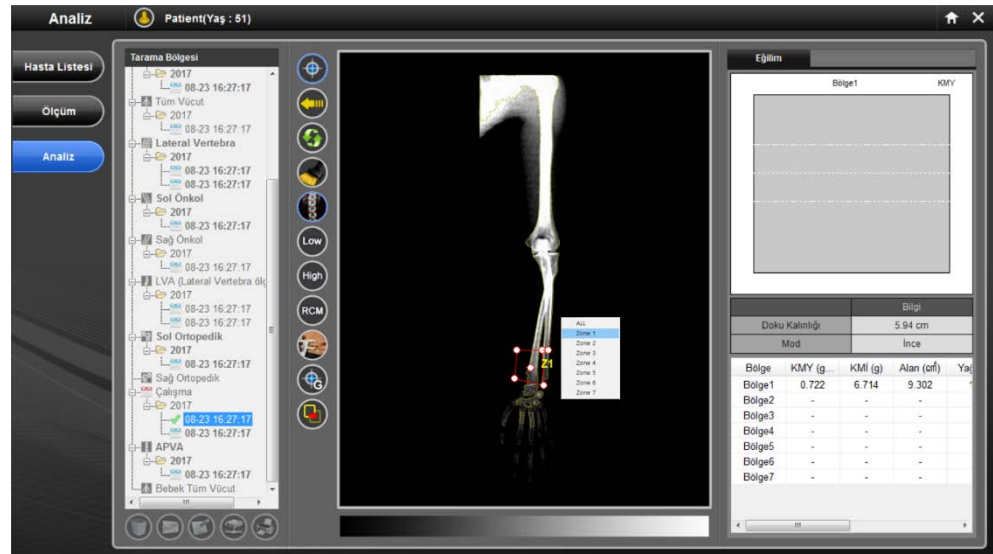 Analiz
Patient(Yaş : 51)
Hasta Listesi
Ölçüm
Analiz
Tarama Bölgesi
2017
08-23 16:27:17
Tüm Vücut
2017
08-23 16:27:17
Lateral Vertebra
2017
08-23 16:27:17
08-23 16:27:17
Sol Önkol
2017
08-23 16:27:17
Sağ Önkol
2017
08-23 16:27:17
LVA (Lateral Vertebra ölç
2017
08-23 16:27:17
08-23 16:27:17
Sol Ortopedik
2017
08-23 16:27:17
Sağ Ortopedik
Çalışma
2017
08-23 16:27:17
08-23 16:27:17
APVA
2017
08-23 16:27:17
Bebek Tüm Vücut
Low
High
RCM
G
Z1
ALL
Zone 1
Zone 2
Zone 3
Zone 4
Zone 5
Zone 6
Zone 7
Eğilim
Bölge1 KMY
Bilgi
Doku Kalınlığı 5.94 cm
Mod İnce
Bölge KMY (g... KMİ (g) Alan (cm²) Yağ
Bölge1 0.722 6.714 9.302
Bölge2 - - -
Bölge3 - - -
Bölge4 - - -
Bölge5 - - -
Bölge6 - - -
Bölge7 - - -